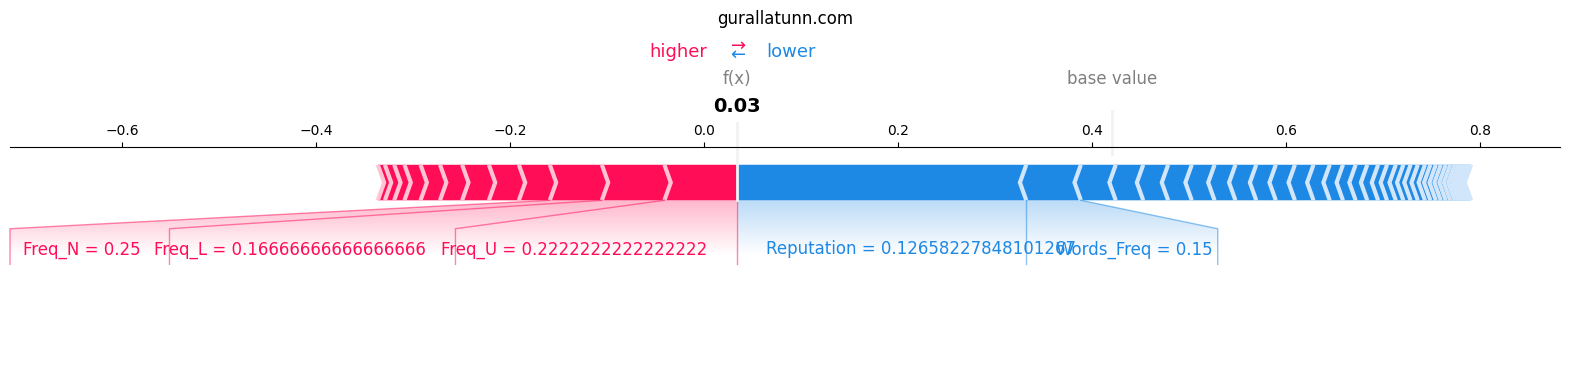 gurallatunn.com
higher ⇄ lower
f(x) base value
0.03
−0.6 −0.4 −0.2 0.0 0.2 0.4 0.6 0.8
Freq_N = 0.25 Freq_L = 0.16666666666666666 Freq_U = 0.2222222222222222 Reputation = 0.12658227848101267 Words_Freq = 0.15